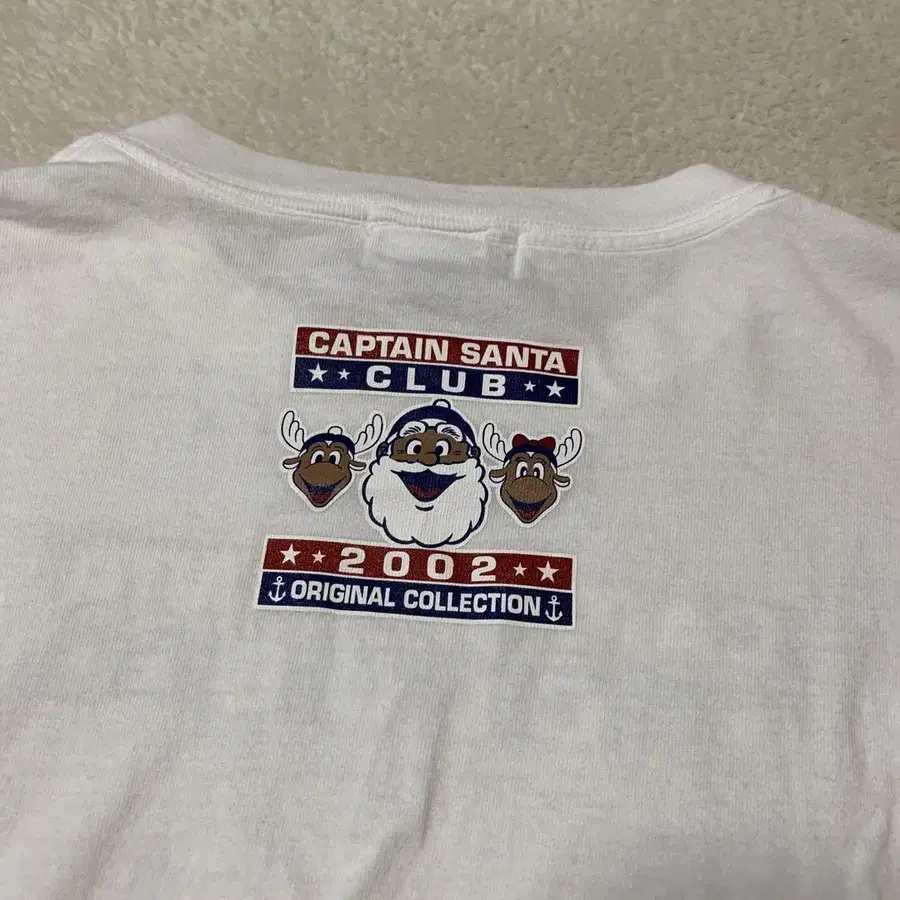 CAPTAIN SANTA
CLUB
2002
ORIGINAL COLLECTION